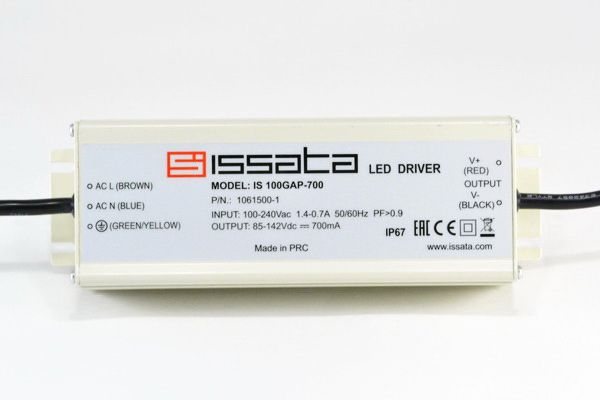 issata LED DRIVER
MODEL: IS 100GAP-700
P/N.: 1061500-1
INPUT: 100-240Vac 1.4-0.7A 50/60Hz PF>0.9
OUTPUT: 85-142Vdc ⎓ 700mA
Made in PRC
AC L (BROWN)
AC N (BLUE)
(GREEN/YELLOW)
V+
(RED)
OUTPUT
V-
(BLACK)
IP67 EAC CE
www.issata.com